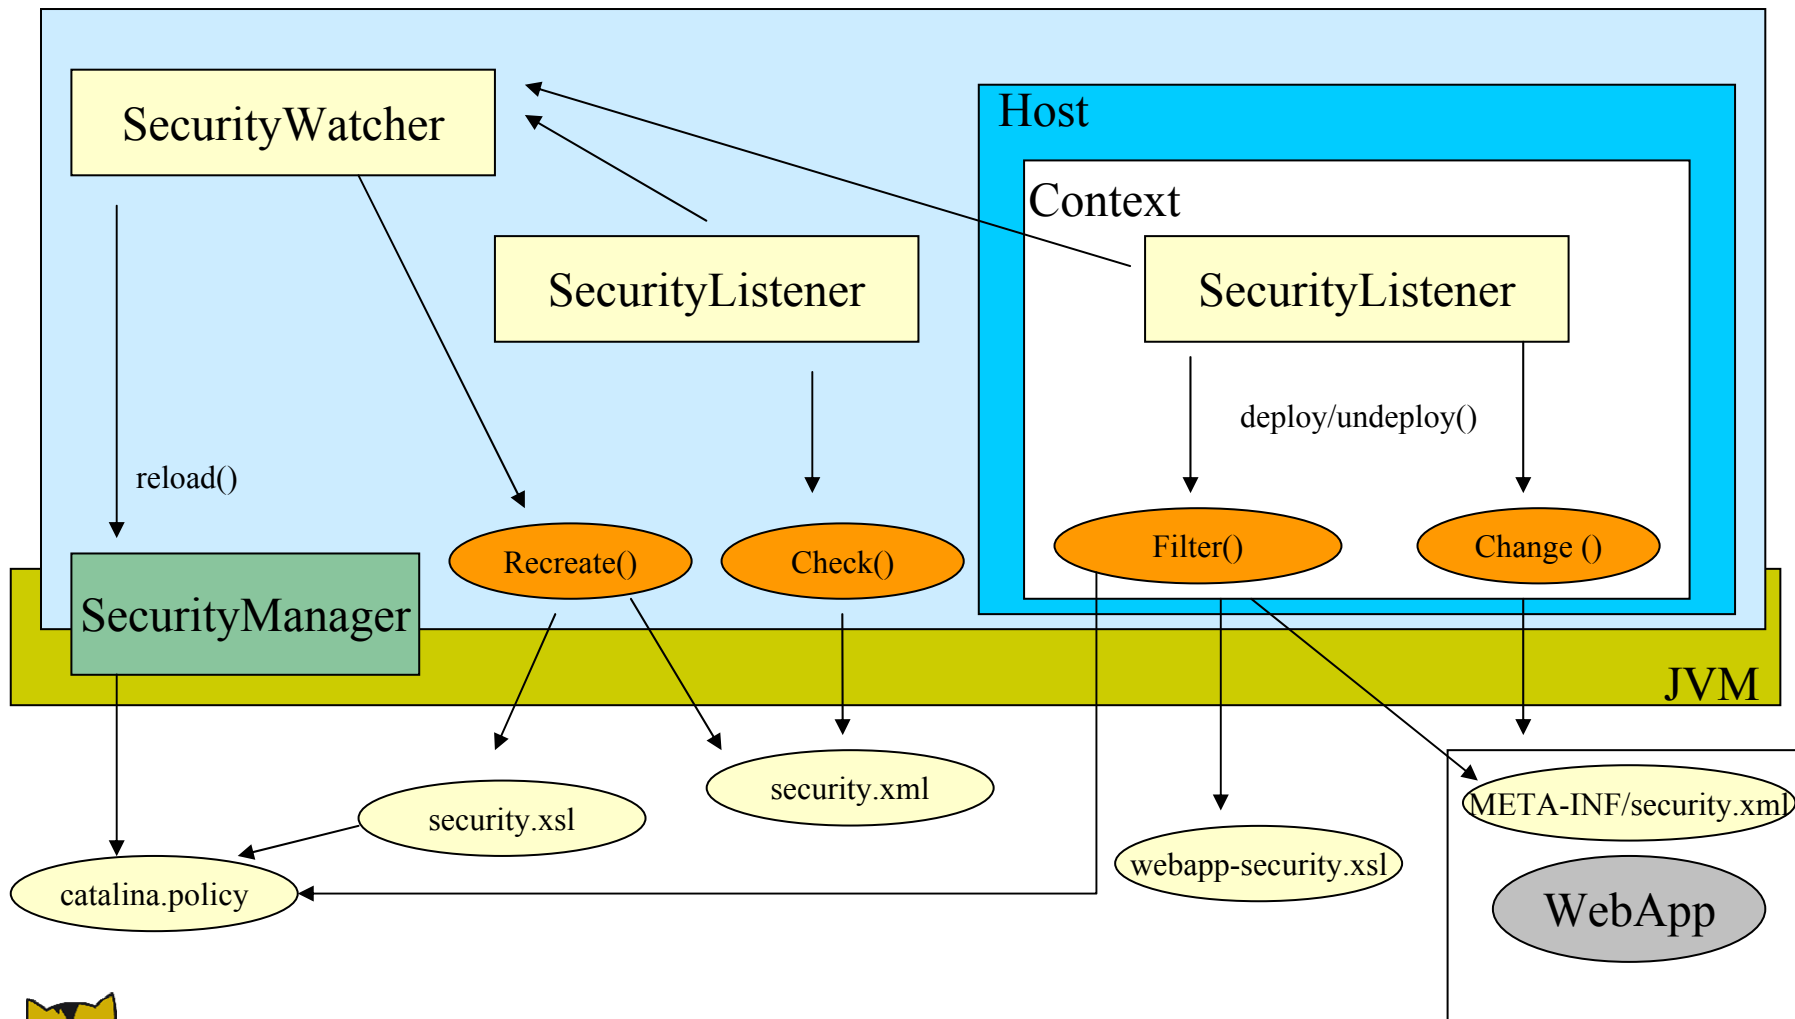 SecurityWatcher
Host
Context
SecurityListener
SecurityListener
deploy/undeploy()
reload()
Recreate()
Check()
Filter()
Change ()
SecurityManager
JVM
security.xsl
security.xml
META-INF/security.xml
webapp-security.xsl
catalina.policy
WebApp